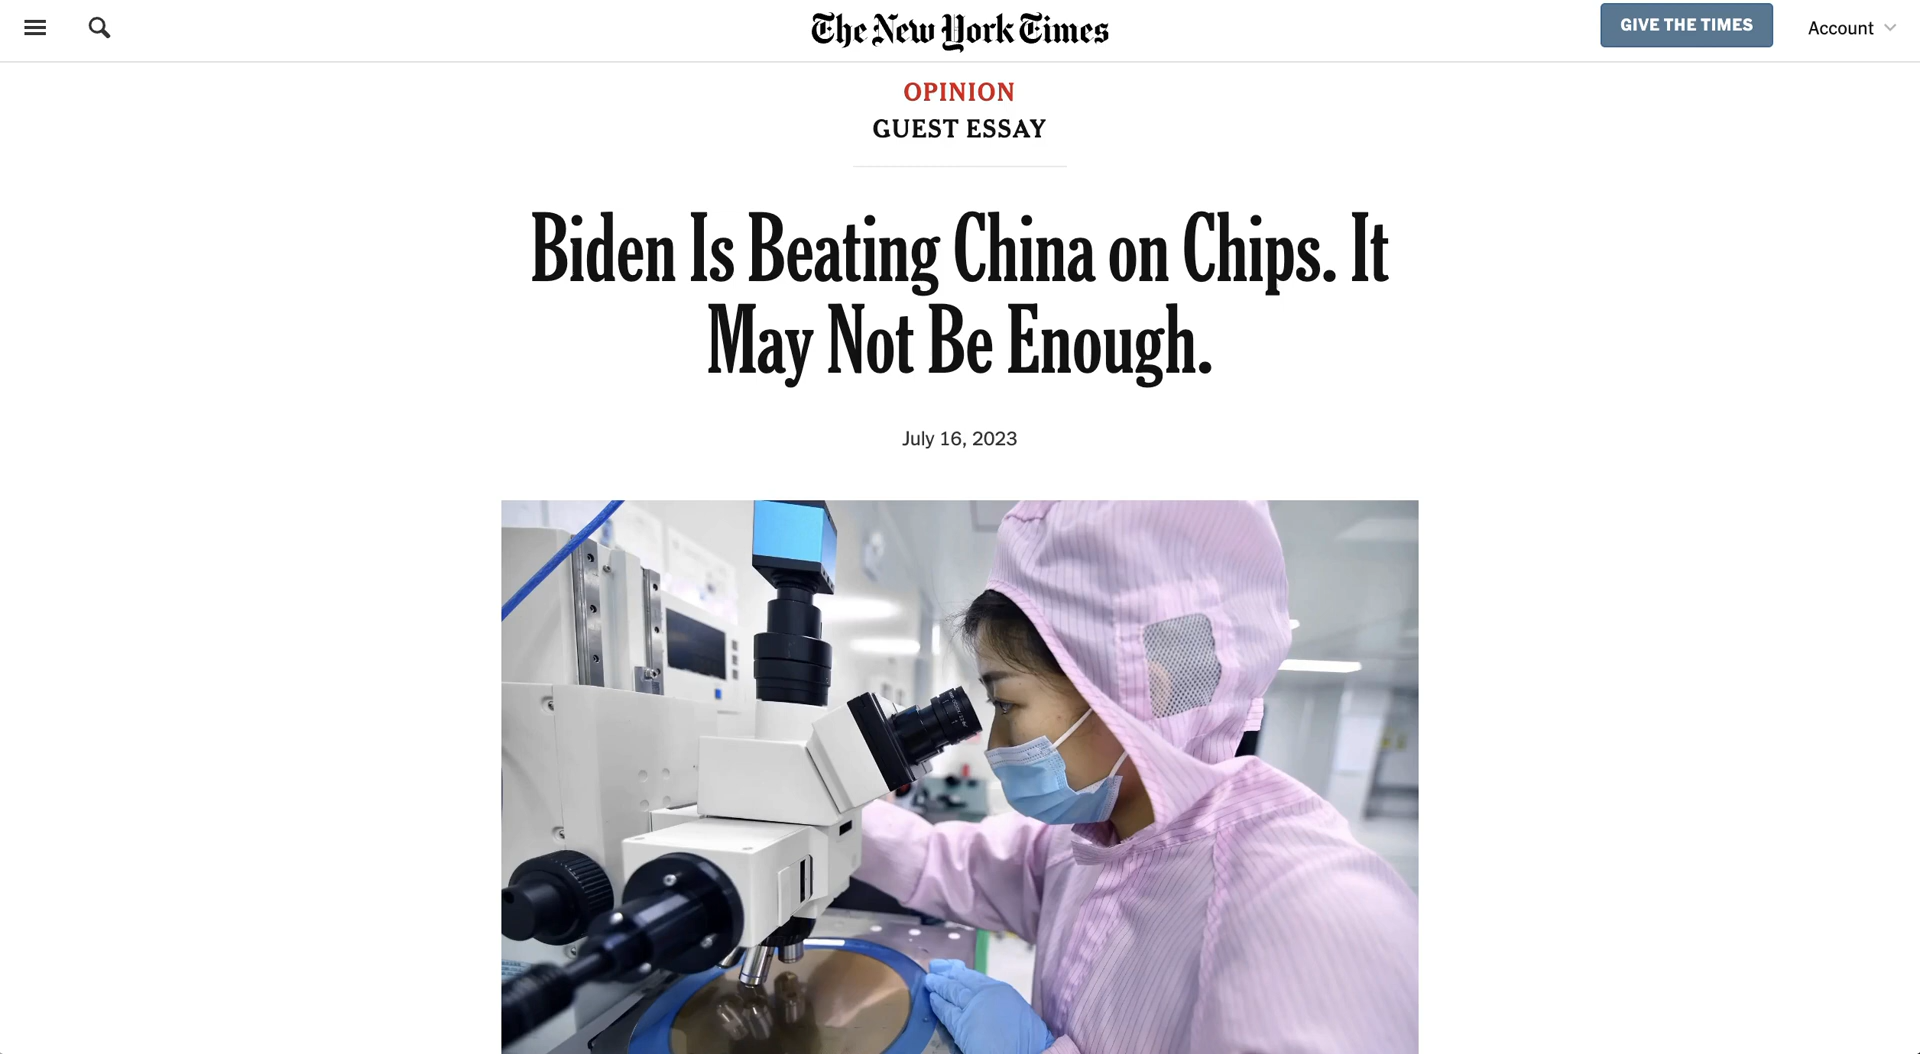 The New York Times
GIVE THE TIMES
Account
OPINION
GUEST ESSAY
Biden Is Beating China on Chips. It
May Not Be Enough.
July 16, 2023